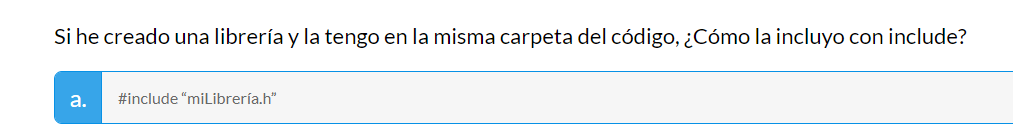 Si he creado una librería y la tengo en la misma carpeta del código, ¿Cómo la incluyo con include?
a. #include “miLibrería.h”